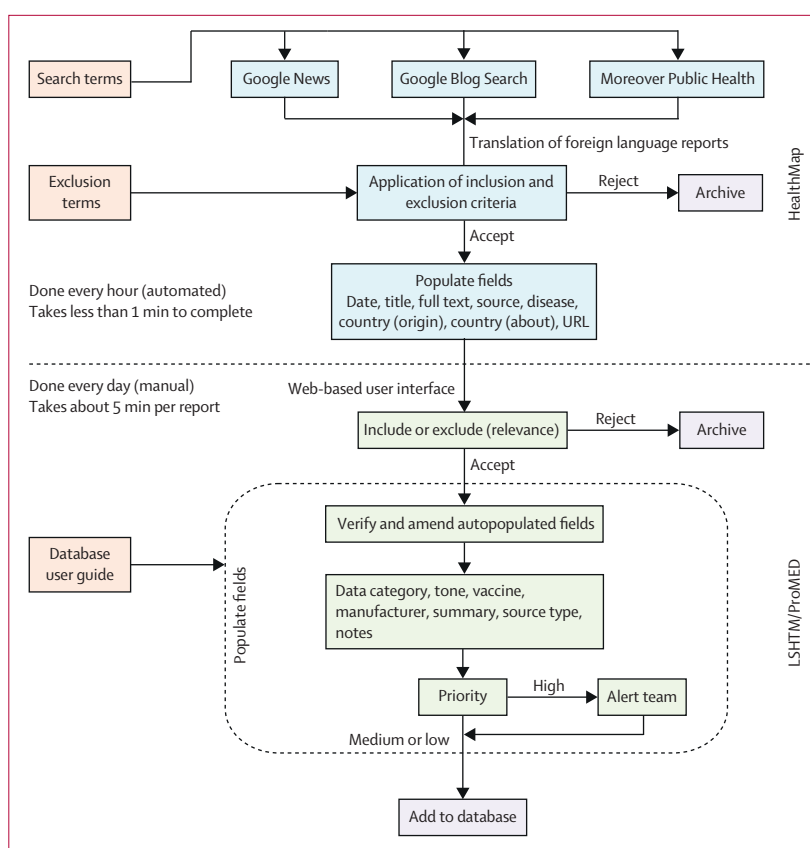 Search terms
Google News
Google Blog Search
Moreover Public Health
Translation of foreign language reports
HealthMap
Exclusion
terms
Application of inclusion and
exclusion criteria
Reject
Archive
Accept
Done every hour (automated)
Takes less than 1 min to complete
Populate fields
Date, title, full text, source, disease,
country (origin), country (about), URL
Done every day (manual)
Takes about 5 min per report
Web-based user interface
Include or exclude (relevance)
Reject
Archive
Accept
Verify and amend autopopulated fields
Database
user guide
Populate fields
Data category, tone, vaccine,
manufacturer, summary, source type,
notes
LSHTM/ProMED
Priority
High
Alert team
Medium or low
Add to database